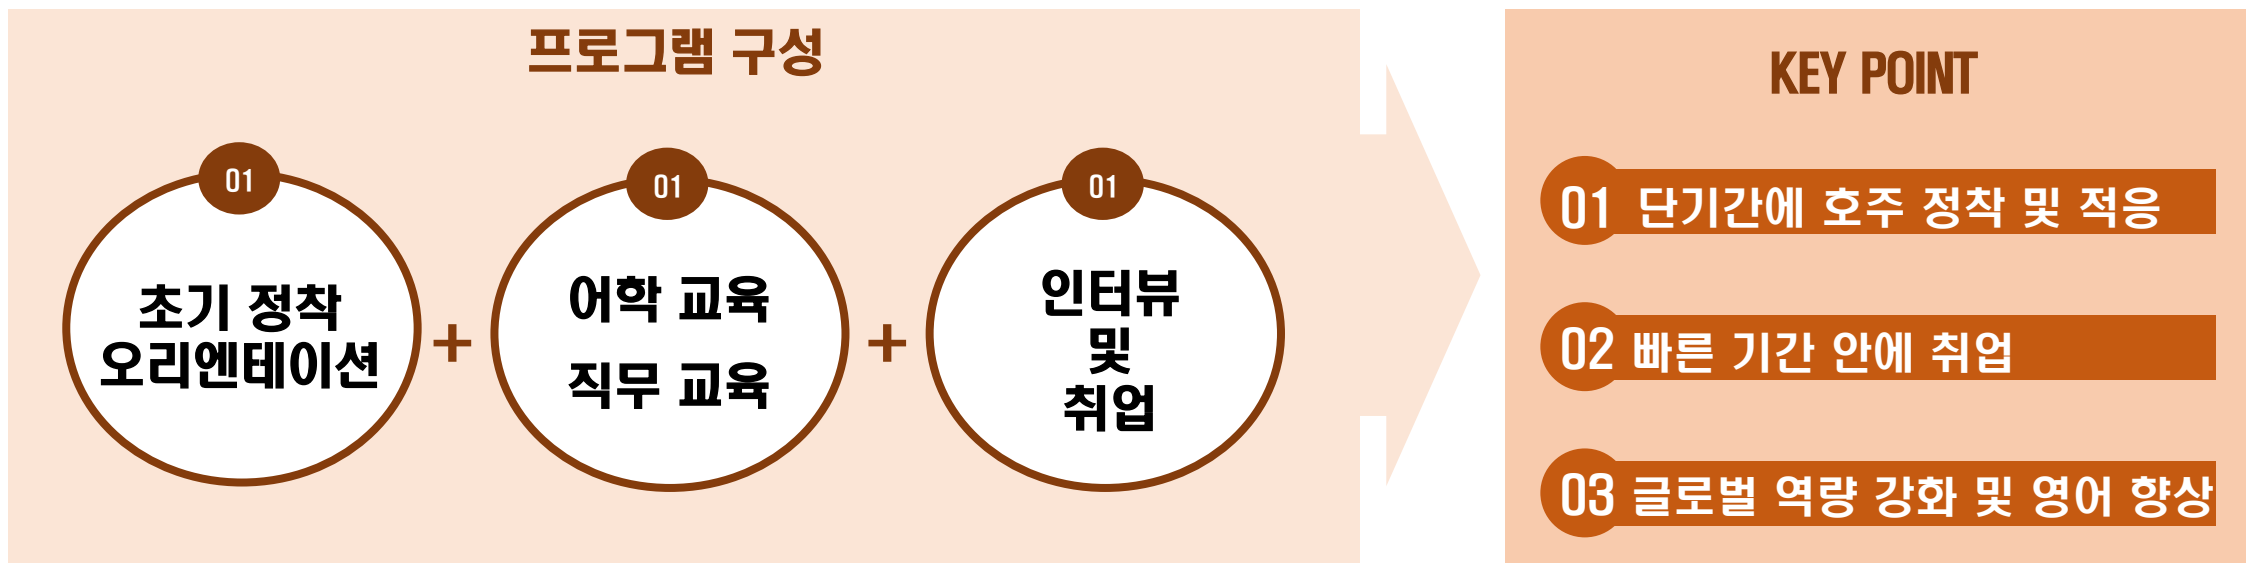 프로그램 구성
01
초기 정착
오리엔테이션
+
01
어학 교육
직무 교육
+
01
인터뷰
및
취업
KEY POINT
01 단기간에 호주 정착 및 적응
02 빠른 기간 안에 취업
03 글로벌 역량 강화 및 영어 향상